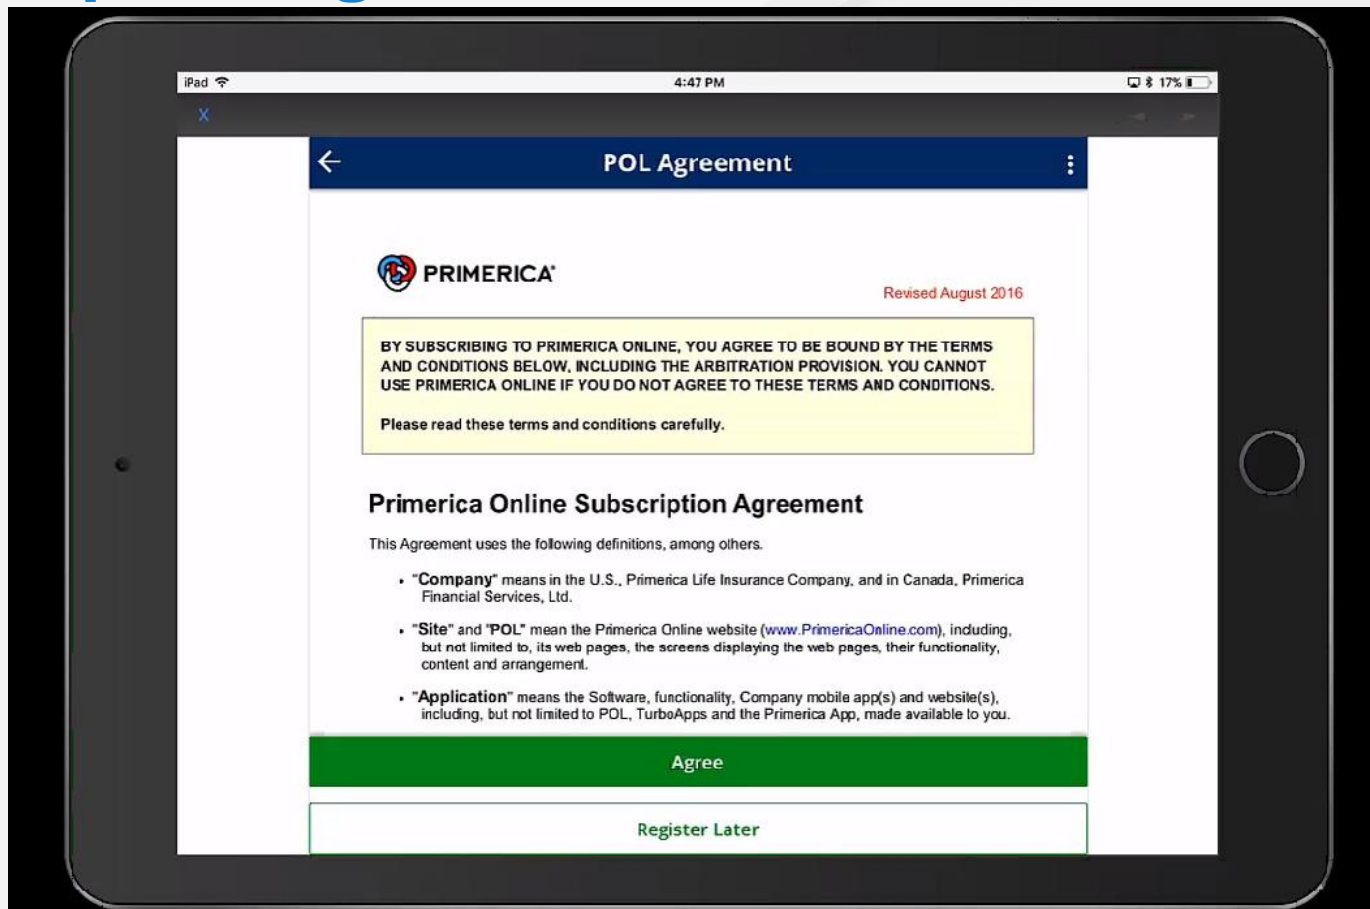 iPad 4:47 PM 17%
X
POL Agreement
PRIMERICA
Revised August 2016
BY SUBSCRIBING TO PRIMERICA ONLINE, YOU AGREE TO BE BOUND BY THE TERMS
AND CONDITIONS BELOW, INCLUDING THE ARBITRATION PROVISION. YOU CANNOT
USE PRIMERICA ONLINE IF YOU DO NOT AGREE TO THESE TERMS AND CONDITIONS.
Please read these terms and conditions carefully.
Primerica Online Subscription Agreement
This Agreement uses the following definitions, among others.
• "Company" means in the U.S., Primerica Life Insurance Company, and in Canada, Primerica
Financial Services, Ltd.
• "Site" and "POL" mean the Primerica Online website (www.PrimericaOnline.com), including,
but not limited to, its web pages, the screens displaying the web pages, their functionality,
content and arrangement.
• "Application" means the Software, functionality, Company mobile app(s) and website(s),
including, but not limited to POL, TurboApps and the Primerica App, made available to you.
Agree
Register Later